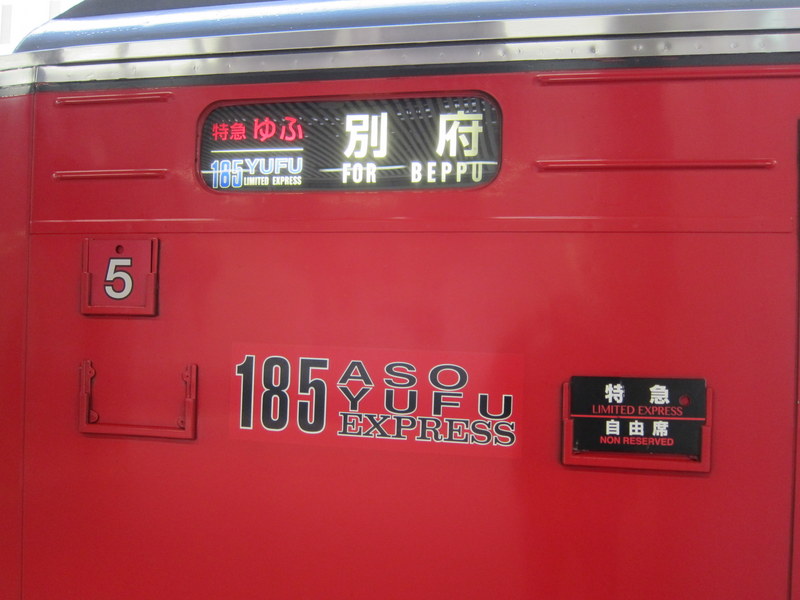 特急ゆふ 別府
185 YUFU LIMITED EXPRESS FOR BEPPU
5
185 ASO
YUFU
EXPRESS
特急
LIMITED EXPRESS
自由席
NON RESERVED